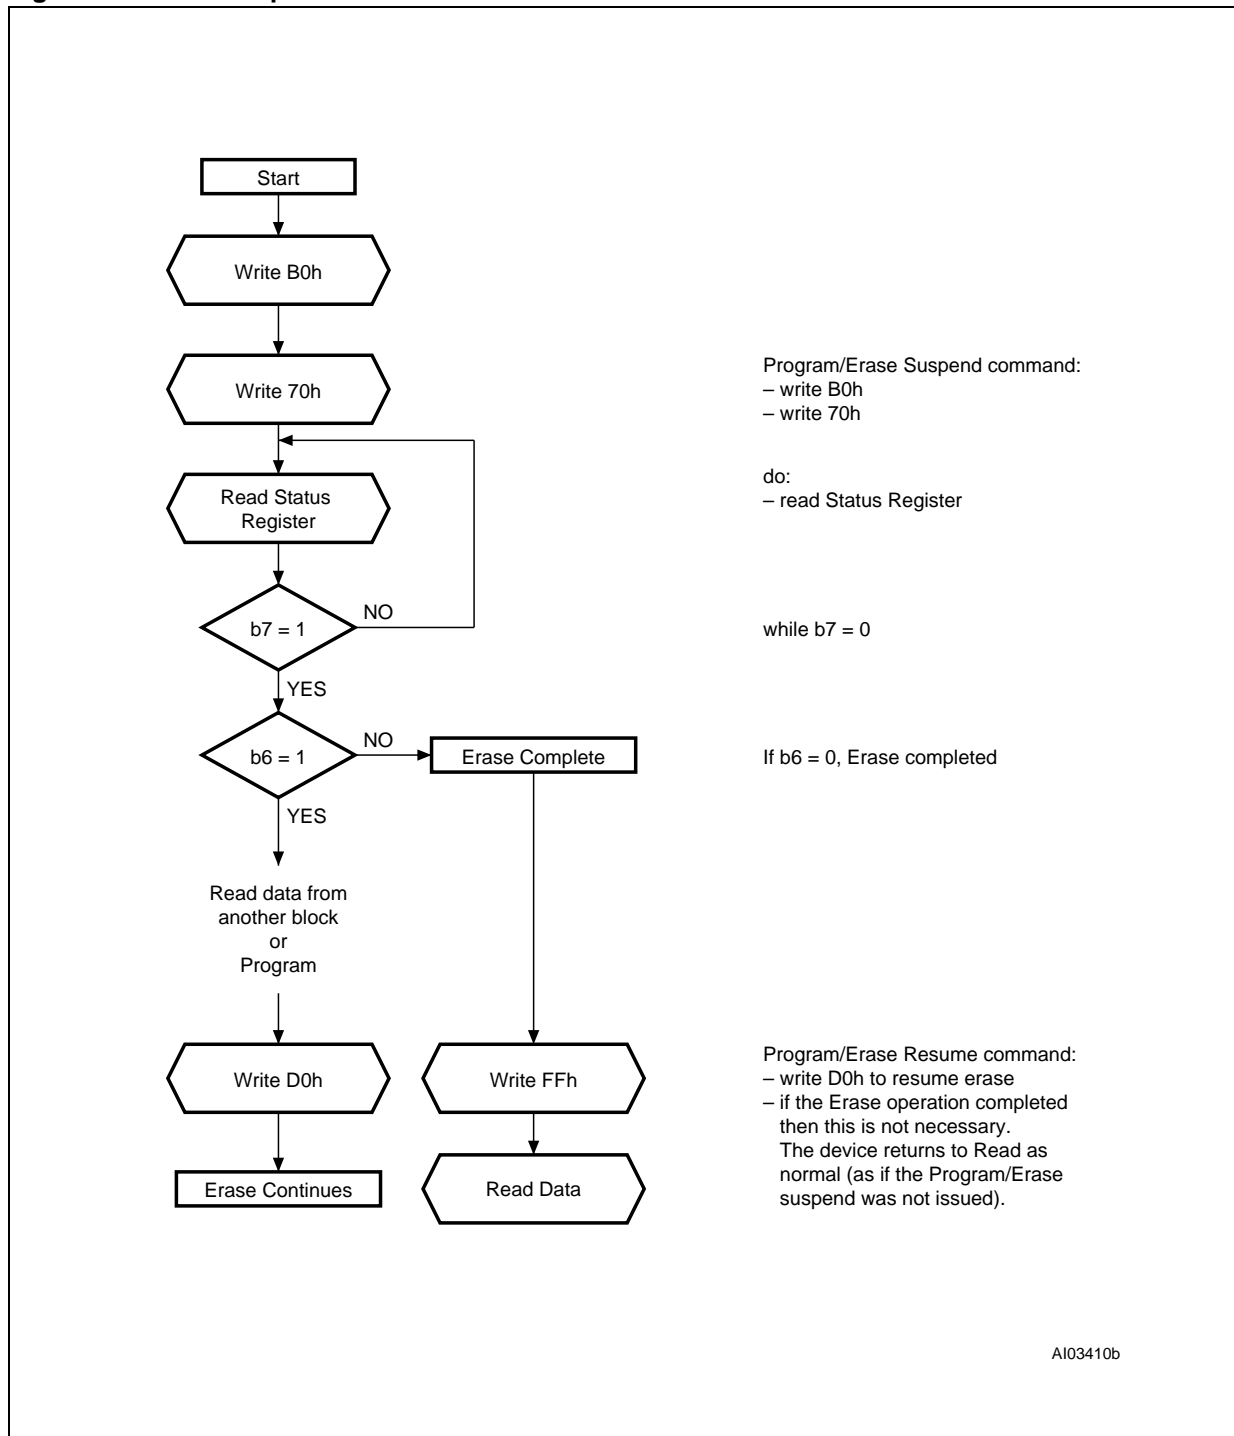 Start
Write B0h
Write 70h
Program/Erase Suspend command:
– write B0h
– write 70h
Read Status
Register
do:
– read Status Register
b7 = 1
NO
while b7 = 0
YES
b6 = 1
NO
Erase Complete
If b6 = 0, Erase completed
YES
Read data from
another block
or
Program
Write D0h
Write FFh
Program/Erase Resume command:
– write D0h to resume erase
– if the Erase operation completed
then this is not necessary.
The device returns to Read as
normal (as if the Program/Erase
suspend was not issued).
Erase Continues
Read Data
AI03410b